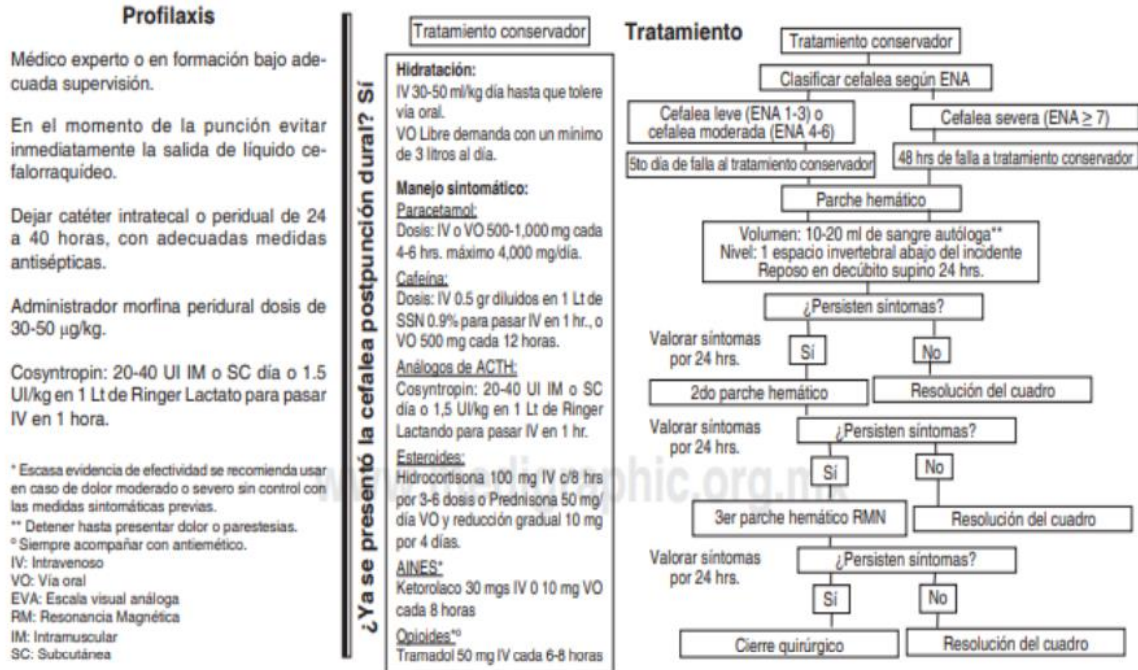 Profilaxis
Médico experto o en formación bajo ade-
cuada supervisión.
En el momento de la punción evitar
inmediatamente la salida de líquido ce-
falorraquídeo.
Dejar catéter intratecal o peridual de 24
a 40 horas, con adecuadas medidas
antisépticas.
Administrador morfina peridural dosis de
30-50 µg/kg.
Cosyntropin: 20-40 UI IM o SC día o 1.5
UI/kg en 1 Lt de Ringer Lactato para pasar
IV en 1 hora.
* Escasa evidencia de efectividad se recomienda usar
en caso de dolor moderado o severo sin control con
las medidas sintomáticas previas.
** Detener hasta presentar dolor o parestesias.
º Siempre acompañar con antiemético.
IV: Intravenoso
VO: Vía oral
EVA: Escala visual análoga
RM: Resonancia Magnética
IM: Intramuscular
SC: Subcutánea
¿Ya se presentó la cefalea postpunción dural? Sí
Tratamiento conservador
Hidratación:
IV 30-50 ml/kg día hasta que tolere
vía oral.
VO Libre demanda con un mínimo
de 3 litros al día.
Manejo sintomático:
Paracetamol:
Dosis: IV o VO 500-1,000 mg cada
4-6 hrs. máximo 4,000 mg/día.
Cafeína:
Dosis: IV 0.5 gr diluidos en 1 Lt de
SSN 0.9% para pasar IV en 1 hr., o
VO 500 mg cada 12 horas.
Análogos de ACTH:
Cosyntropin: 20-40 UI IM o SC
día o 1,5 UI/kg en 1 Lt de Ringer
Lactando para pasar IV en 1 hr.
Esteroides:
Hidrocortisona 100 mg IV c/8 hrs
por 3-6 dosis o Prednisona 50 mg/
día VO y reducción gradual 10 mg
por 4 días.
AINES*
Ketorolaco 30 mgs IV 0 10 mg VO
cada 8 horas
Opioides*º
Tramadol 50 mg IV cada 6-8 horas
Tratamiento
Tratamiento conservador
Clasificar cefalea según ENA
Cefalea leve (ENA 1-3) o
cefalea moderada (ENA 4-6)
Cefalea severa (ENA ≥ 7)
5to día de falla al tratamiento conservador
48 hrs de falla a tratamiento conservador
Parche hemático
Volumen: 10-20 ml de sangre autóloga**
Nivel: 1 espacio invertebral abajo del incidente
Reposo en decúbito supino 24 hrs.
¿Persisten síntomas?
Valorar síntomas
por 24 hrs.
Sí
No
2do parche hemático
Resolución del cuadro
Valorar síntomas
por 24 hrs.
¿Persisten síntomas?
Sí
No
3er parche hemático RMN
Resolución del cuadro
Valorar síntomas
por 24 hrs.
¿Persisten síntomas?
Sí
No
Cierre quirúrgico
Resolución del cuadro